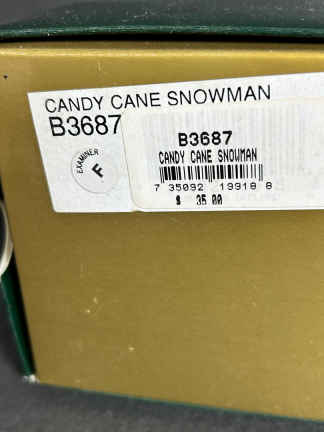 CANDY CANE SNOWMAN
B3687
EXAMINER
F
B3687
CANDY CANE SNOWMAN
7 35092 19918 8
$ 35 00